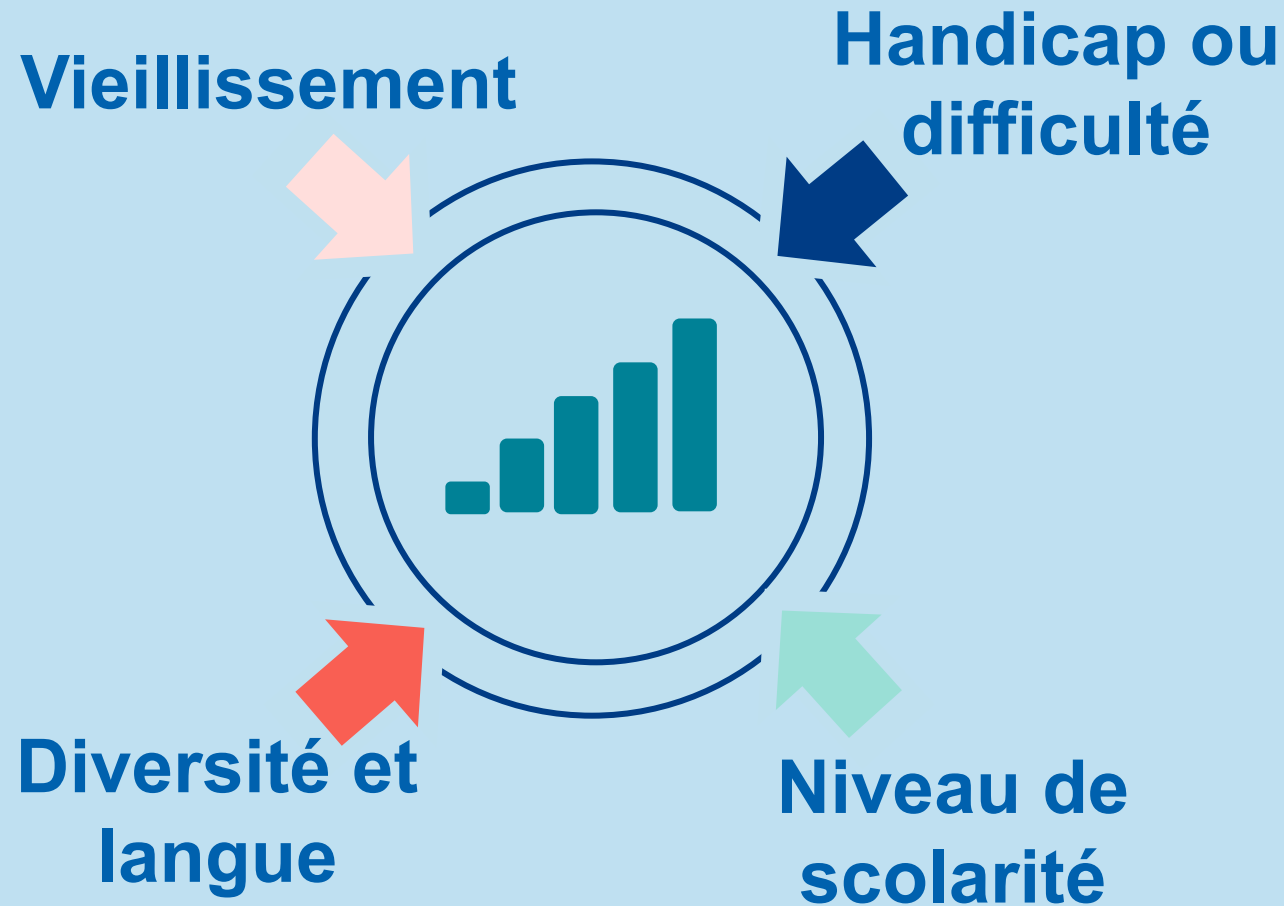 Vieillissement
Handicap ou
difficulté
Diversité et
langue
Niveau de
scolarité